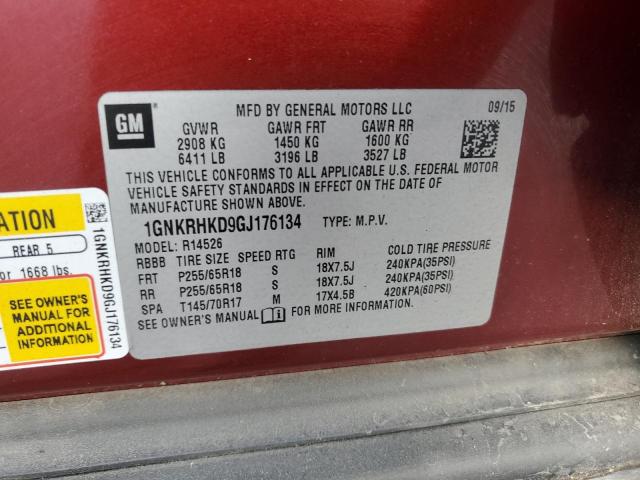 GM
MFD BY GENERAL MOTORS LLC 09/15
GVWR GAWR FRT GAWR RR
2908 KG 1450 KG 1600 KG
6411 LB 3196 LB 3527 LB
THIS VEHICLE CONFORMS TO ALL APPLICABLE U.S. FEDERAL MOTOR
VEHICLE SAFETY STANDARDS IN EFFECT ON THE DATE OF
MANUFACTURE SHOWN ABOVE.
1GNKRHKD9GJ176134 TYPE: M.P.V.
MODEL: R14526
RBBB TIRE SIZE SPEED RTG RIM COLD TIRE PRESSURE
FRT P255/65R18 S 18X7.5J 240KPA(35PSI)
RR P255/65R18 S 18X7.5J 240KPA(35PSI)
SPA T145/70R17 M 17X4.5B 420KPA(60PSI)
SEE OWNER'S MANUAL FOR MORE INFORMATION
ATION
REAR 5
or 1668 lbs.
SEE OWNER'S
MANUAL FOR
ADDITIONAL
INFORMATION
1GNKRHKD9GJ176134